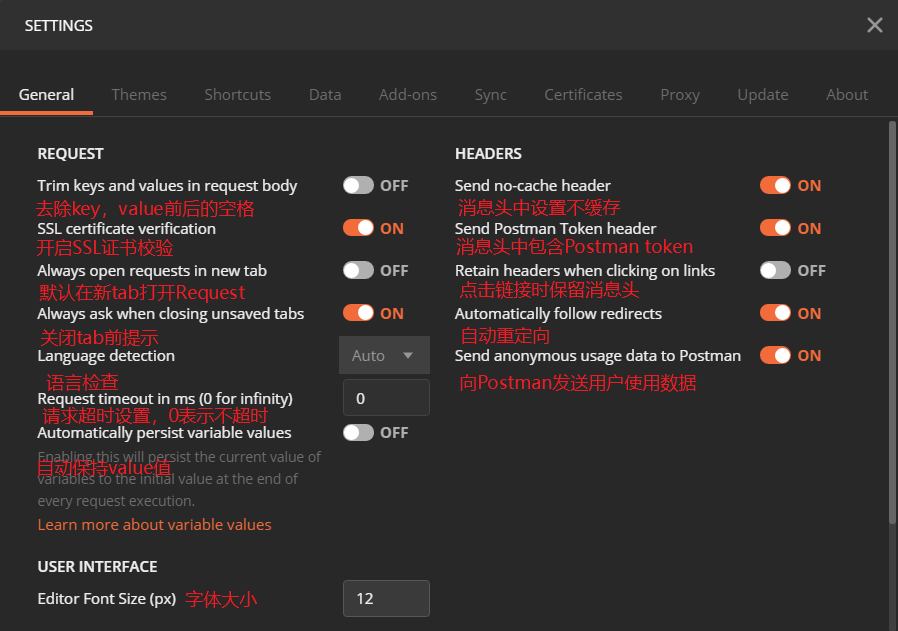 SETTINGS
General Themes Shortcuts Data Add-ons Sync Certificates Proxy Update About
REQUEST
Trim keys and values in request body OFF
去除key，value前后的空格
SSL certificate verification ON
开启SSL证书校验
Always open requests in new tab OFF
默认在新tab打开Request
Always ask when closing unsaved tabs ON
关闭tab前提示
Language detection Auto
语言检查
Request timeout in ms (0 for infinity) 0
请求超时设置，0表示不超时
Automatically persist variable values OFF
Enabling this will persist the current value of
自动保持value值
variables to the initial value at the end of
every request execution.
Learn more about variable values
USER INTERFACE
Editor Font Size (px) 字体大小 12
HEADERS
Send no-cache header ON
消息头中设置不缓存
Send Postman Token header ON
消息头中包含Postman token
Retain headers when clicking on links OFF
点击链接时保留消息头
Automatically follow redirects ON
自动重定向
Send anonymous usage data to Postman ON
向Postman发送用户使用数据